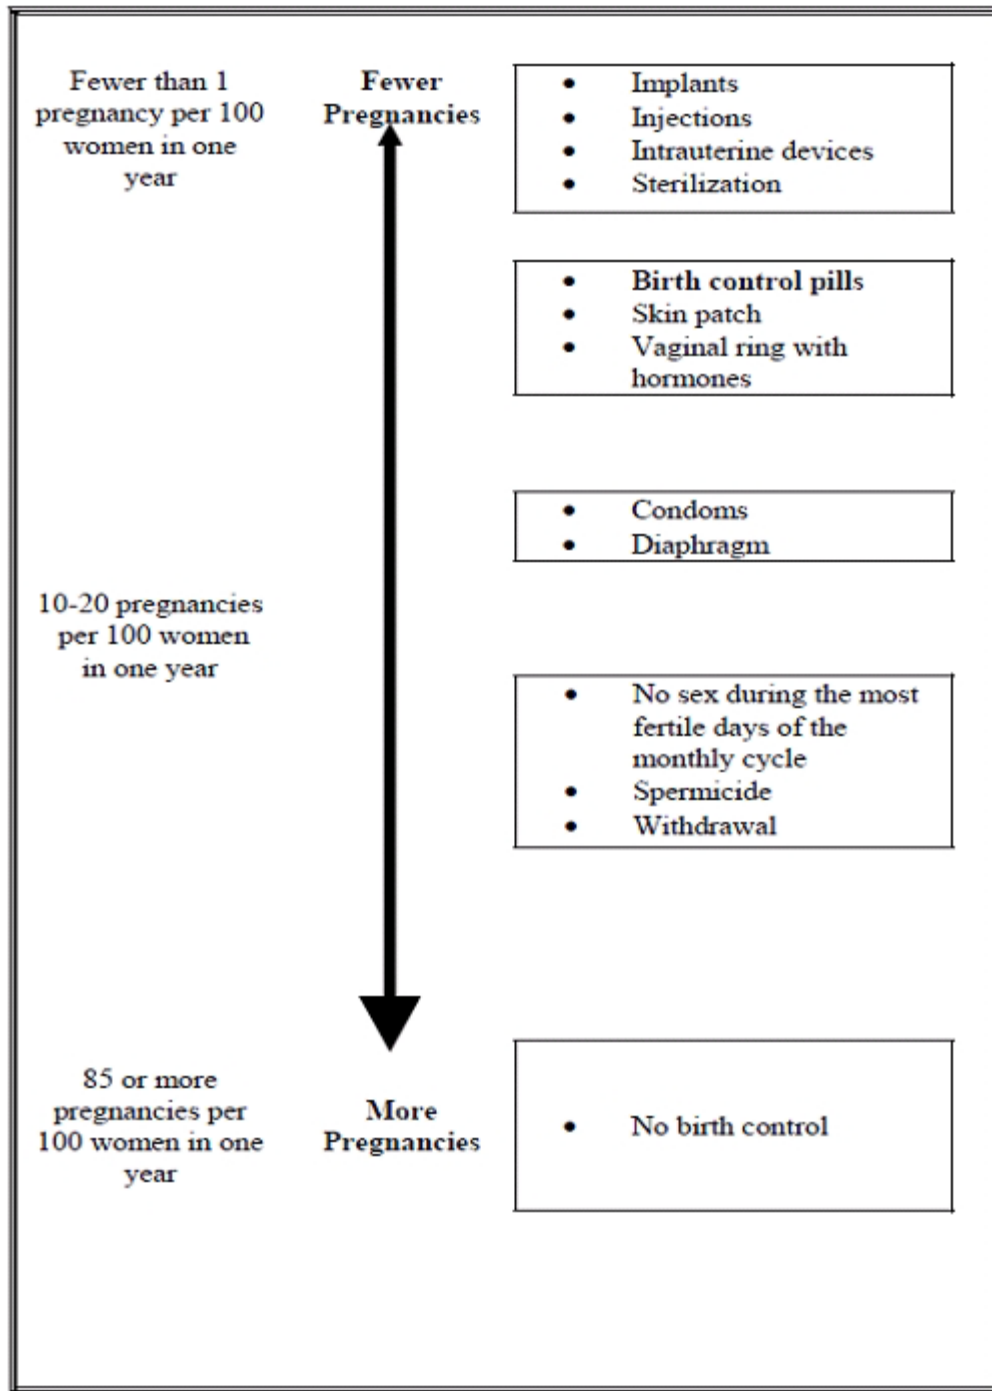 Fewer than 1
pregnancy per 100
women in one
year
Fewer
Pregnancies
• Implants
• Injections
• Intrauterine devices
• Sterilization
• Birth control pills
• Skin patch
• Vaginal ring with
hormones
• Condoms
• Diaphragm
10-20 pregnancies
per 100 women
in one year
• No sex during the most
fertile days of the
monthly cycle
• Spermicide
• Withdrawal
85 or more
pregnancies per
100 women in one
year
More
Pregnancies
• No birth control